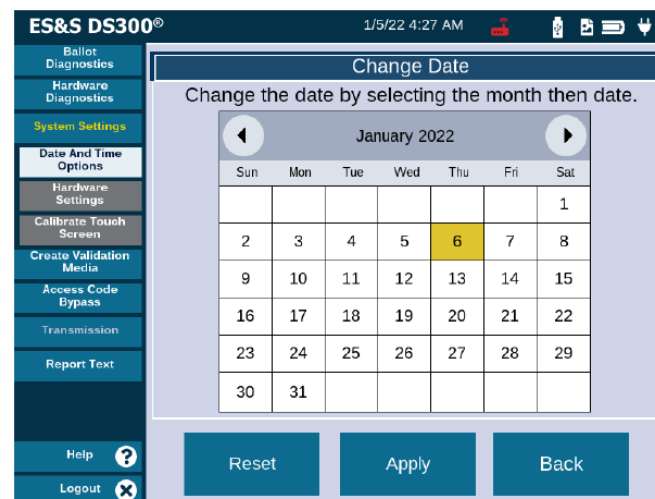 ES&S DS300®
1/5/22 4:27 AM
Ballot
Diagnostics
Hardware
Diagnostics
System Settings
Date And Time
Options
Hardware
Settings
Calibrate Touch
Screen
Create Validation
Media
Access Code
Bypass
Transmission
Report Text
Help ?
Logout
Change Date
Change the date by selecting the month then date.
January 2022
Sun Mon Tue Wed Thu Fri Sat
1
2 3 4 5 6 7 8
9 10 11 12 13 14 15
16 17 18 19 20 21 22
23 24 25 26 27 28 29
30 31
Reset Apply Back